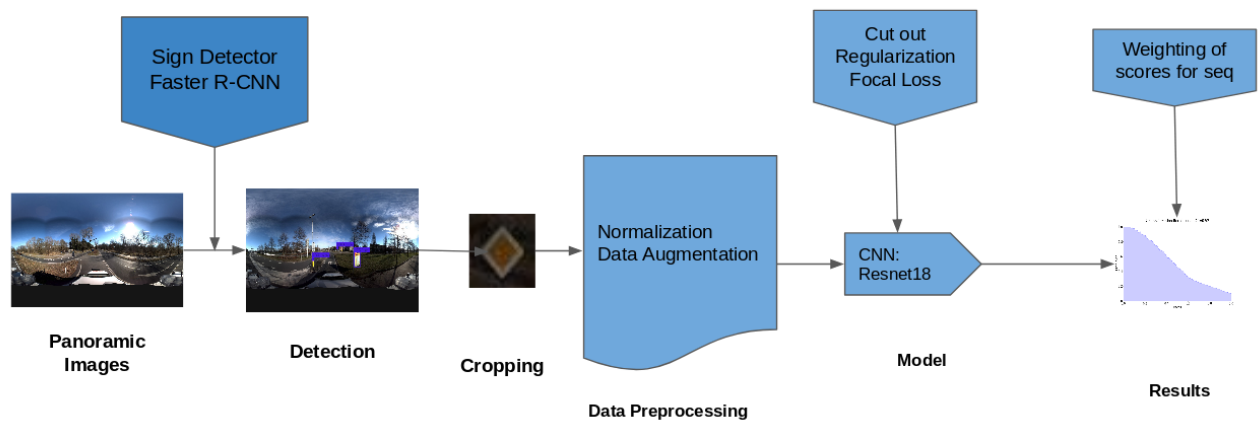 Sign Detector
Faster R-CNN
Cut out
Regularization
Focal Loss
Weighting of
scores for seq
Normalization
Data Augmentation
CNN:
Resnet18
Panoramic
Images
Detection
Cropping
Data Preprocessing
Model
Results